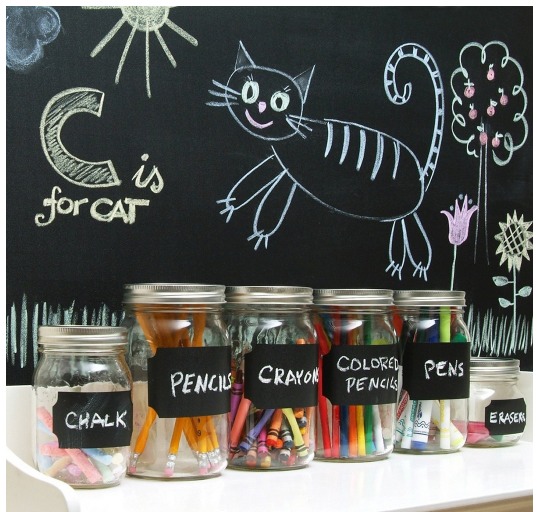 C is
for CAT
CHALK
PENCILS
CRAYONS
COLORED
PENCILS
PENS
ERASERS